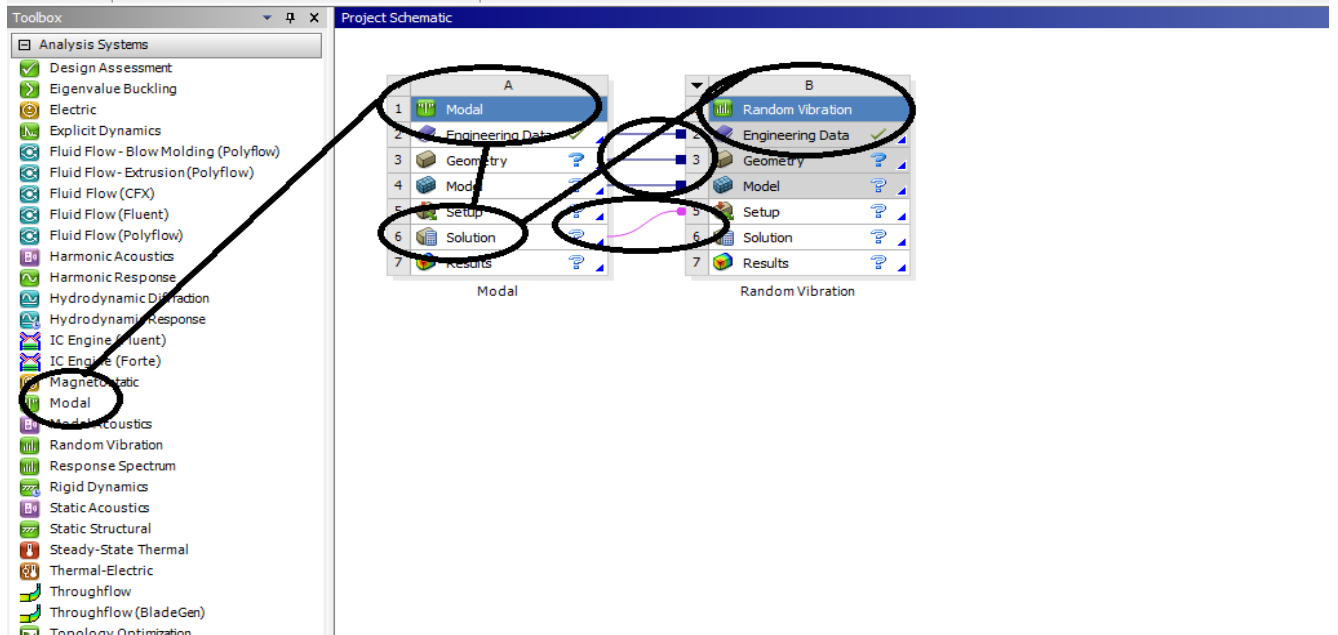 Toolbox
Project Schematic
Analysis Systems
Design Assessment
Eigenvalue Buckling
Electric
Explicit Dynamics
Fluid Flow - Blow Molding (Polyflow)
Fluid Flow - Extrusion (Polyflow)
Fluid Flow (CFX)
Fluid Flow (Fluent)
Fluid Flow (Polyflow)
Harmonic Acoustics
Harmonic Response
Hydrodynamic Diffraction
Hydrodynamic Response
IC Engine (Fluent)
IC Engine (Forte)
Magnetostatic
Modal
Modal Acoustics
Random Vibration
Response Spectrum
Rigid Dynamics
Static Acoustics
Static Structural
Steady-State Thermal
Thermal-Electric
Throughflow
Throughflow (BladeGen)
Topology Optimization
A
1 Modal
2 Engineering Data
3 Geometry
4 Model
5 Setup
6 Solution
7 Results
Modal
B
Random Vibration
2 Engineering Data
3 Geometry
Model
5 Setup
6 Solution
7 Results
Random Vibration